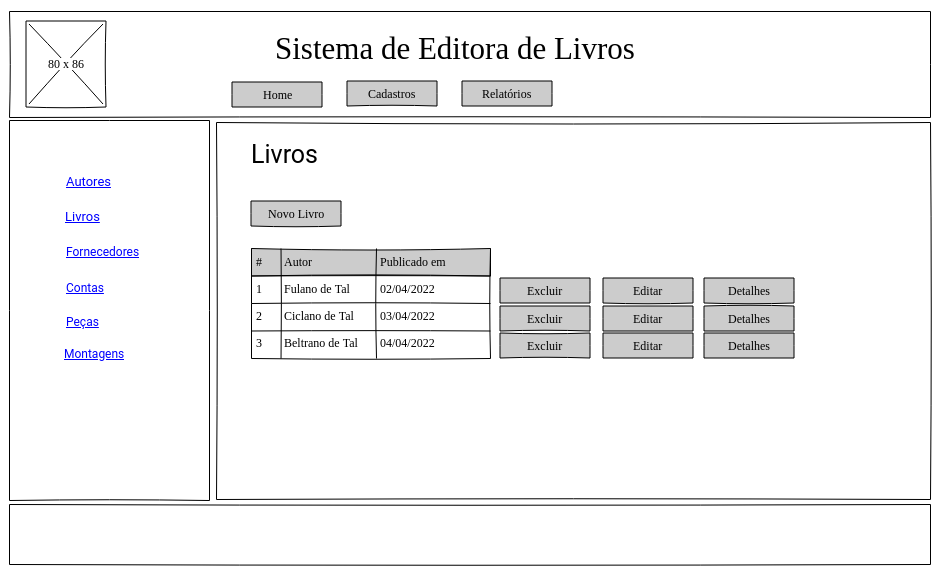 Sistema de Editora de Livros
80 x 86
Home Cadastros Relatórios
Autores
Livros
Fornecedores
Contas
Peças
Montagens
Livros
Novo Livro
# Autor Publicado em
1 Fulano de Tal 02/04/2022 Excluir Editar Detalhes
2 Ciclano de Tal 03/04/2022 Excluir Editar Detalhes
3 Beltrano de Tal 04/04/2022 Excluir Editar Detalhes